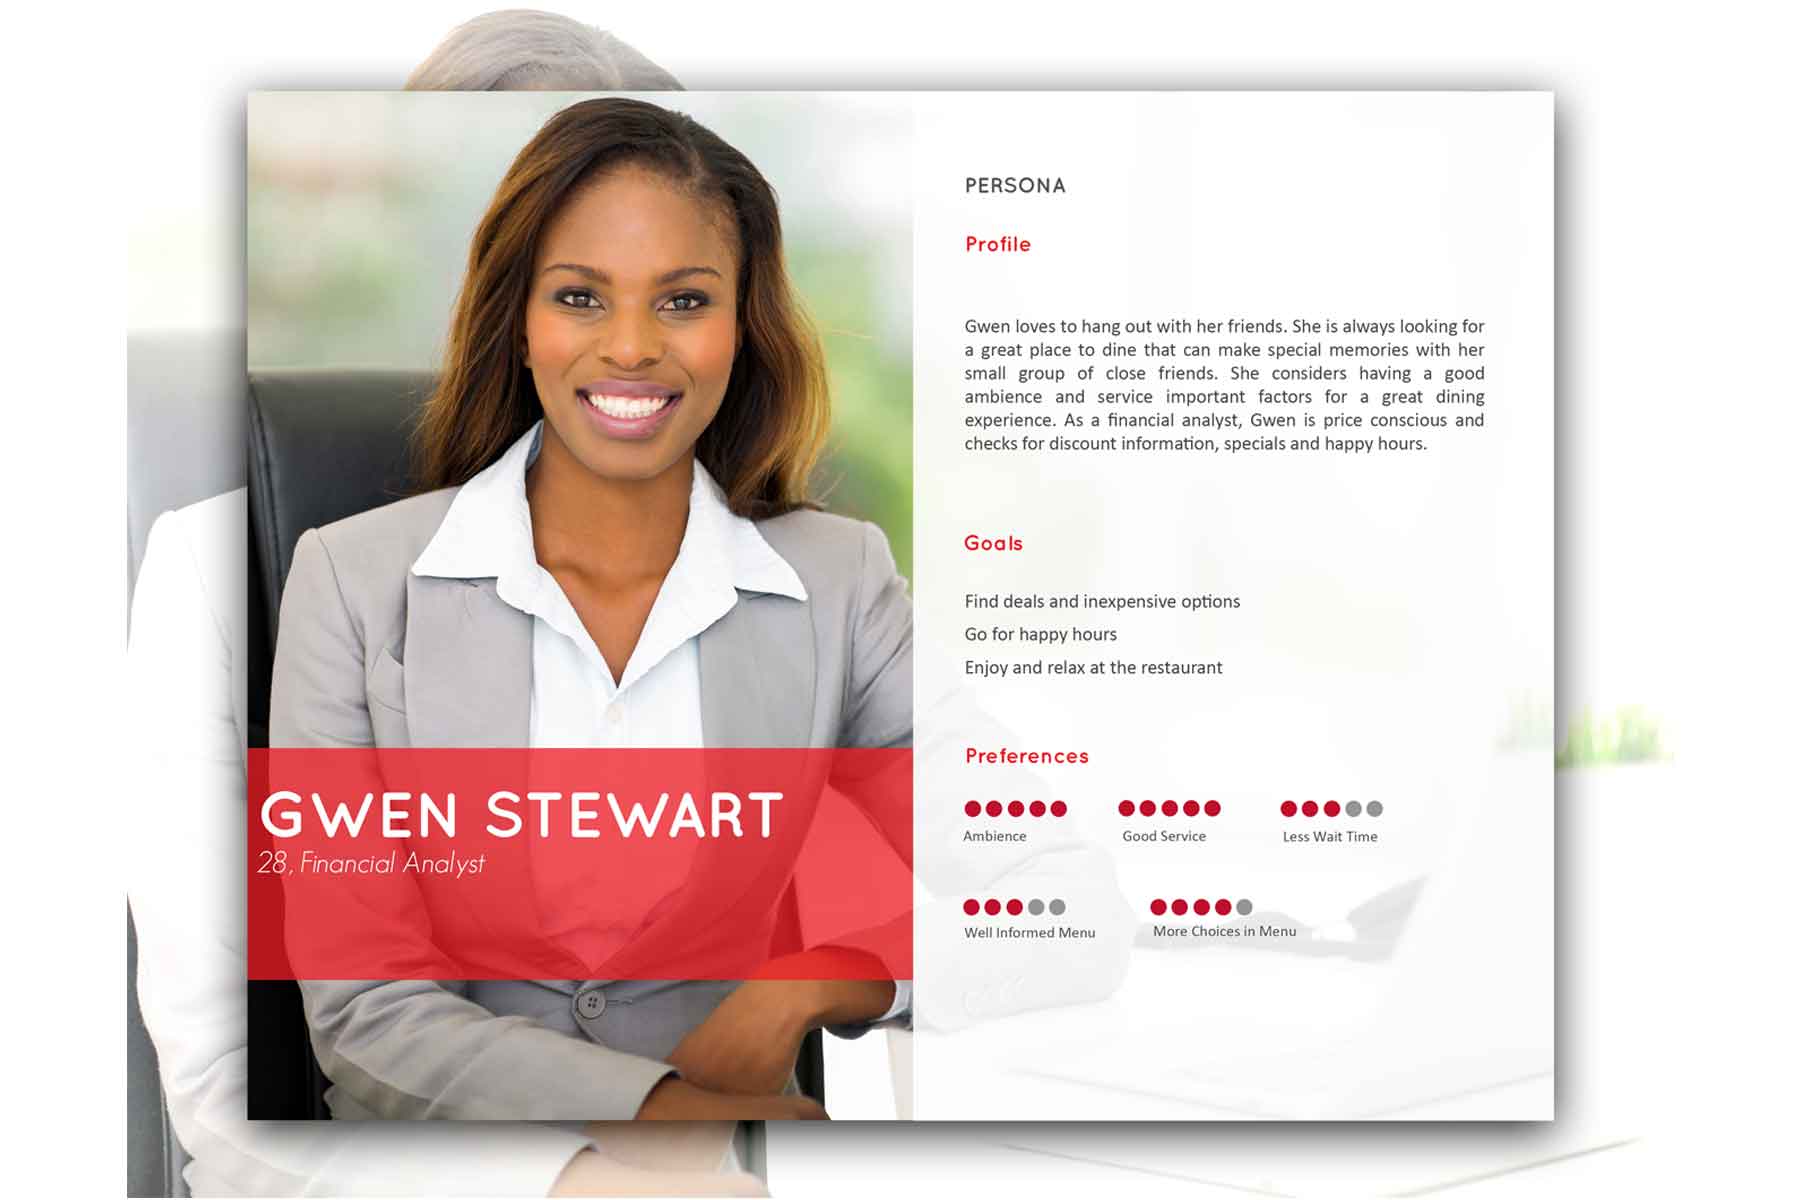 PERSONA
Profile
Gwen loves to hang out with her friends. She is always looking for
a great place to dine that can make special memories with her
small group of close friends. She considers having a good
ambience and service important factors for a great dining
experience. As a financial analyst, Gwen is price conscious and
checks for discount information, specials and happy hours.
Goals
Find deals and inexpensive options
Go for happy hours
Enjoy and relax at the restaurant
Preferences
Ambience
Good Service
Less Wait Time
Well Informed Menu
More Choices in Menu
GWEN STEWART
28, Financial Analyst